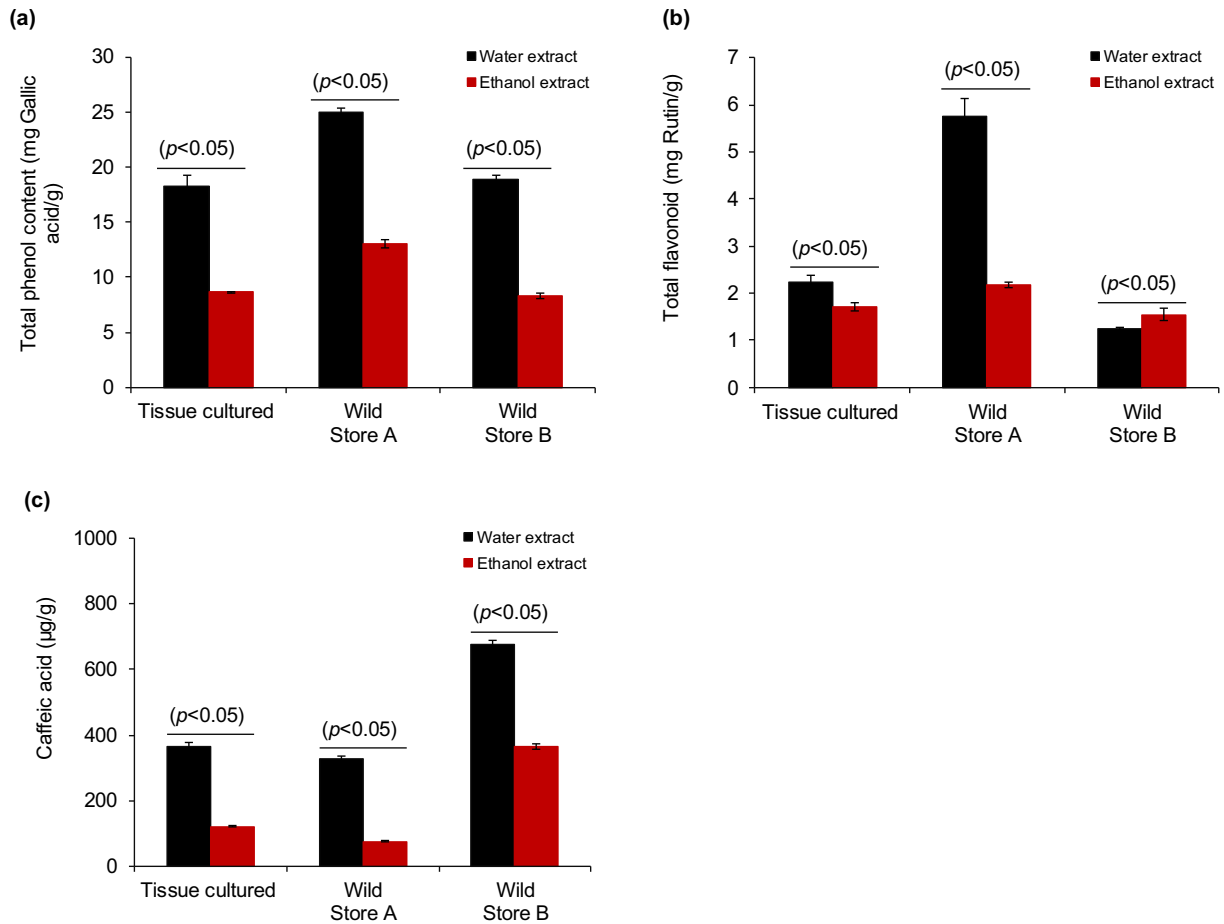 (a)
Total phenol content (mg Gallic
acid/g)
30
25
20
15
10
5
0
Water extract
Ethanol extract
(p<0.05)
(p<0.05)
(p<0.05)
Tissue cultured
Wild
Store A
Wild
Store B
(b)
Total flavonoid (mg Rutin/g)
7
6
5
4
3
2
1
0
Water extract
Ethanol extract
(p<0.05)
(p<0.05)
(p<0.05)
Tissue cultured
Wild
Store A
Wild
Store B
(c)
Caffeic acid (µg/g)
1000
800
600
400
200
0
Water extract
Ethanol extract
(p<0.05)
(p<0.05)
(p<0.05)
Tissue cultured
Wild
Store A
Wild
Store B